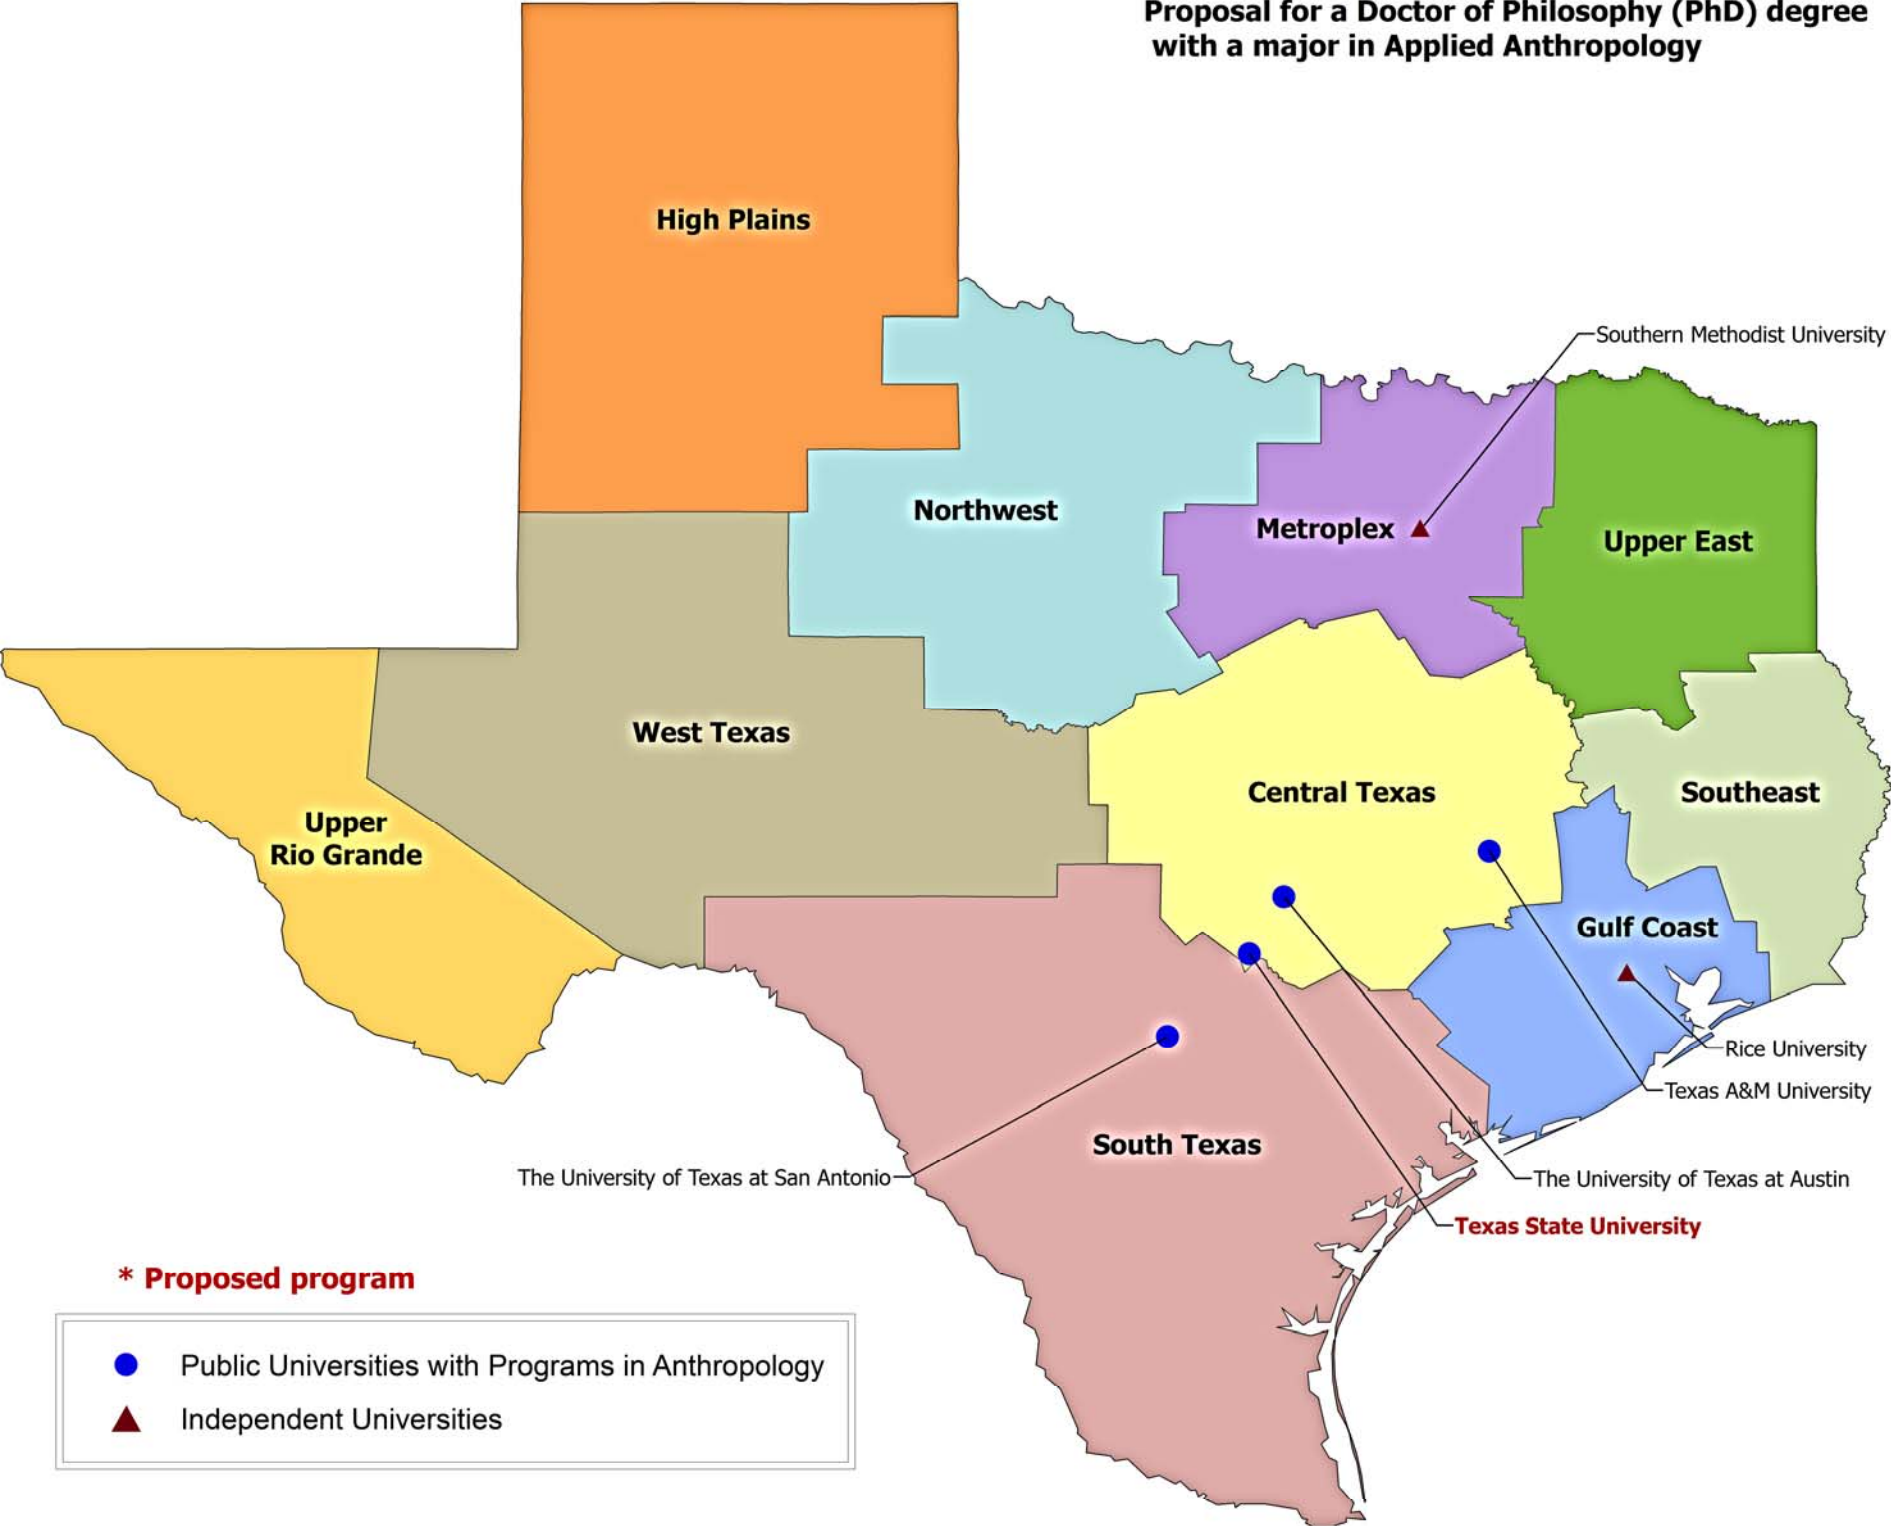 Proposal for a Doctor of Philosophy (PhD) degree
with a major in Applied Anthropology
High Plains
Southern Methodist University
Northwest
Metroplex
Upper East
West Texas
Central Texas
Southeast
Upper
Rio Grande
Gulf Coast
Rice University
Texas A&M University
South Texas
The University of Texas at San Antonio
The University of Texas at Austin
Texas State University
* Proposed program
Public Universities with Programs in Anthropology
Independent Universities